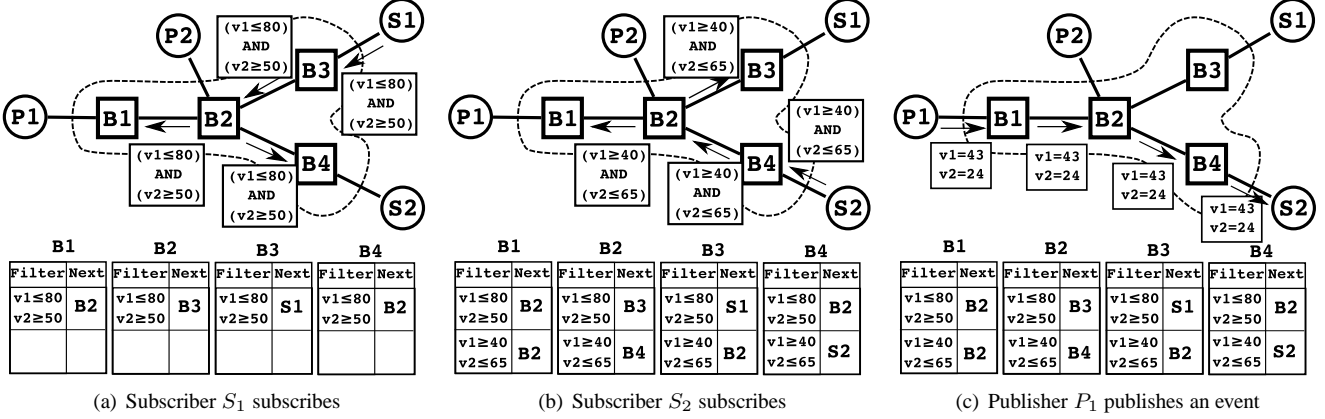 (v1≤80)
AND
(v2≥50)
S1
P2
B3
(v1≤80)
AND
(v2≥50)
P1
B1
B2
(v1≤80)
AND
(v2≥50)
(v1≤80)
AND
(v2≥50)
B4
S2
B1 B2 B3 B4
Filter Next Filter Next Filter Next Filter Next
v1≤80 v1≤80 v1≤80 v1≤80
B2 B3 S1 B2
v2≥50 v2≥50 v2≥50 v2≥50
(a) Subscriber S1 subscribes
(v1≥40)
AND
(v2≤65)
S1
P2
B3
(v1≥40)
AND
(v2≤65)
P1
B1
B2
(v1≥40)
AND
(v2≤65)
(v1≥40)
AND
(v2≤65)
B4
S2
B1 B2 B3 B4
Filter Next Filter Next Filter Next Filter Next
v1≤80 v1≤80 v1≤80 v1≤80
B2 B3 S1 B2
v2≥50 v2≥50 v2≥50 v2≥50
v1≥40 v1≥40 v1≥40 v1≥40
B2 B4 B2 S2
v2≤65 v2≤65 v2≤65 v2≤65
(b) Subscriber S2 subscribes
S1
P2
B3
P1
B1
B2
v1=43
v2=24
v1=43
v2=24
B4
v1=43
v2=24
v1=43
v2=24
S2
B1 B2 B3 B4
Filter Next Filter Next Filter Next Filter Next
v1≤80 v1≤80 v1≤80 v1≤80
B2 B3 S1 B2
v2≥50 v2≥50 v2≥50 v2≥50
v1≥40 v1≥40 v1≥40 v1≥40
B2 B4 B2 S2
v2≤65 v2≤65 v2≤65 v2≤65
(c) Publisher P1 publishes an event